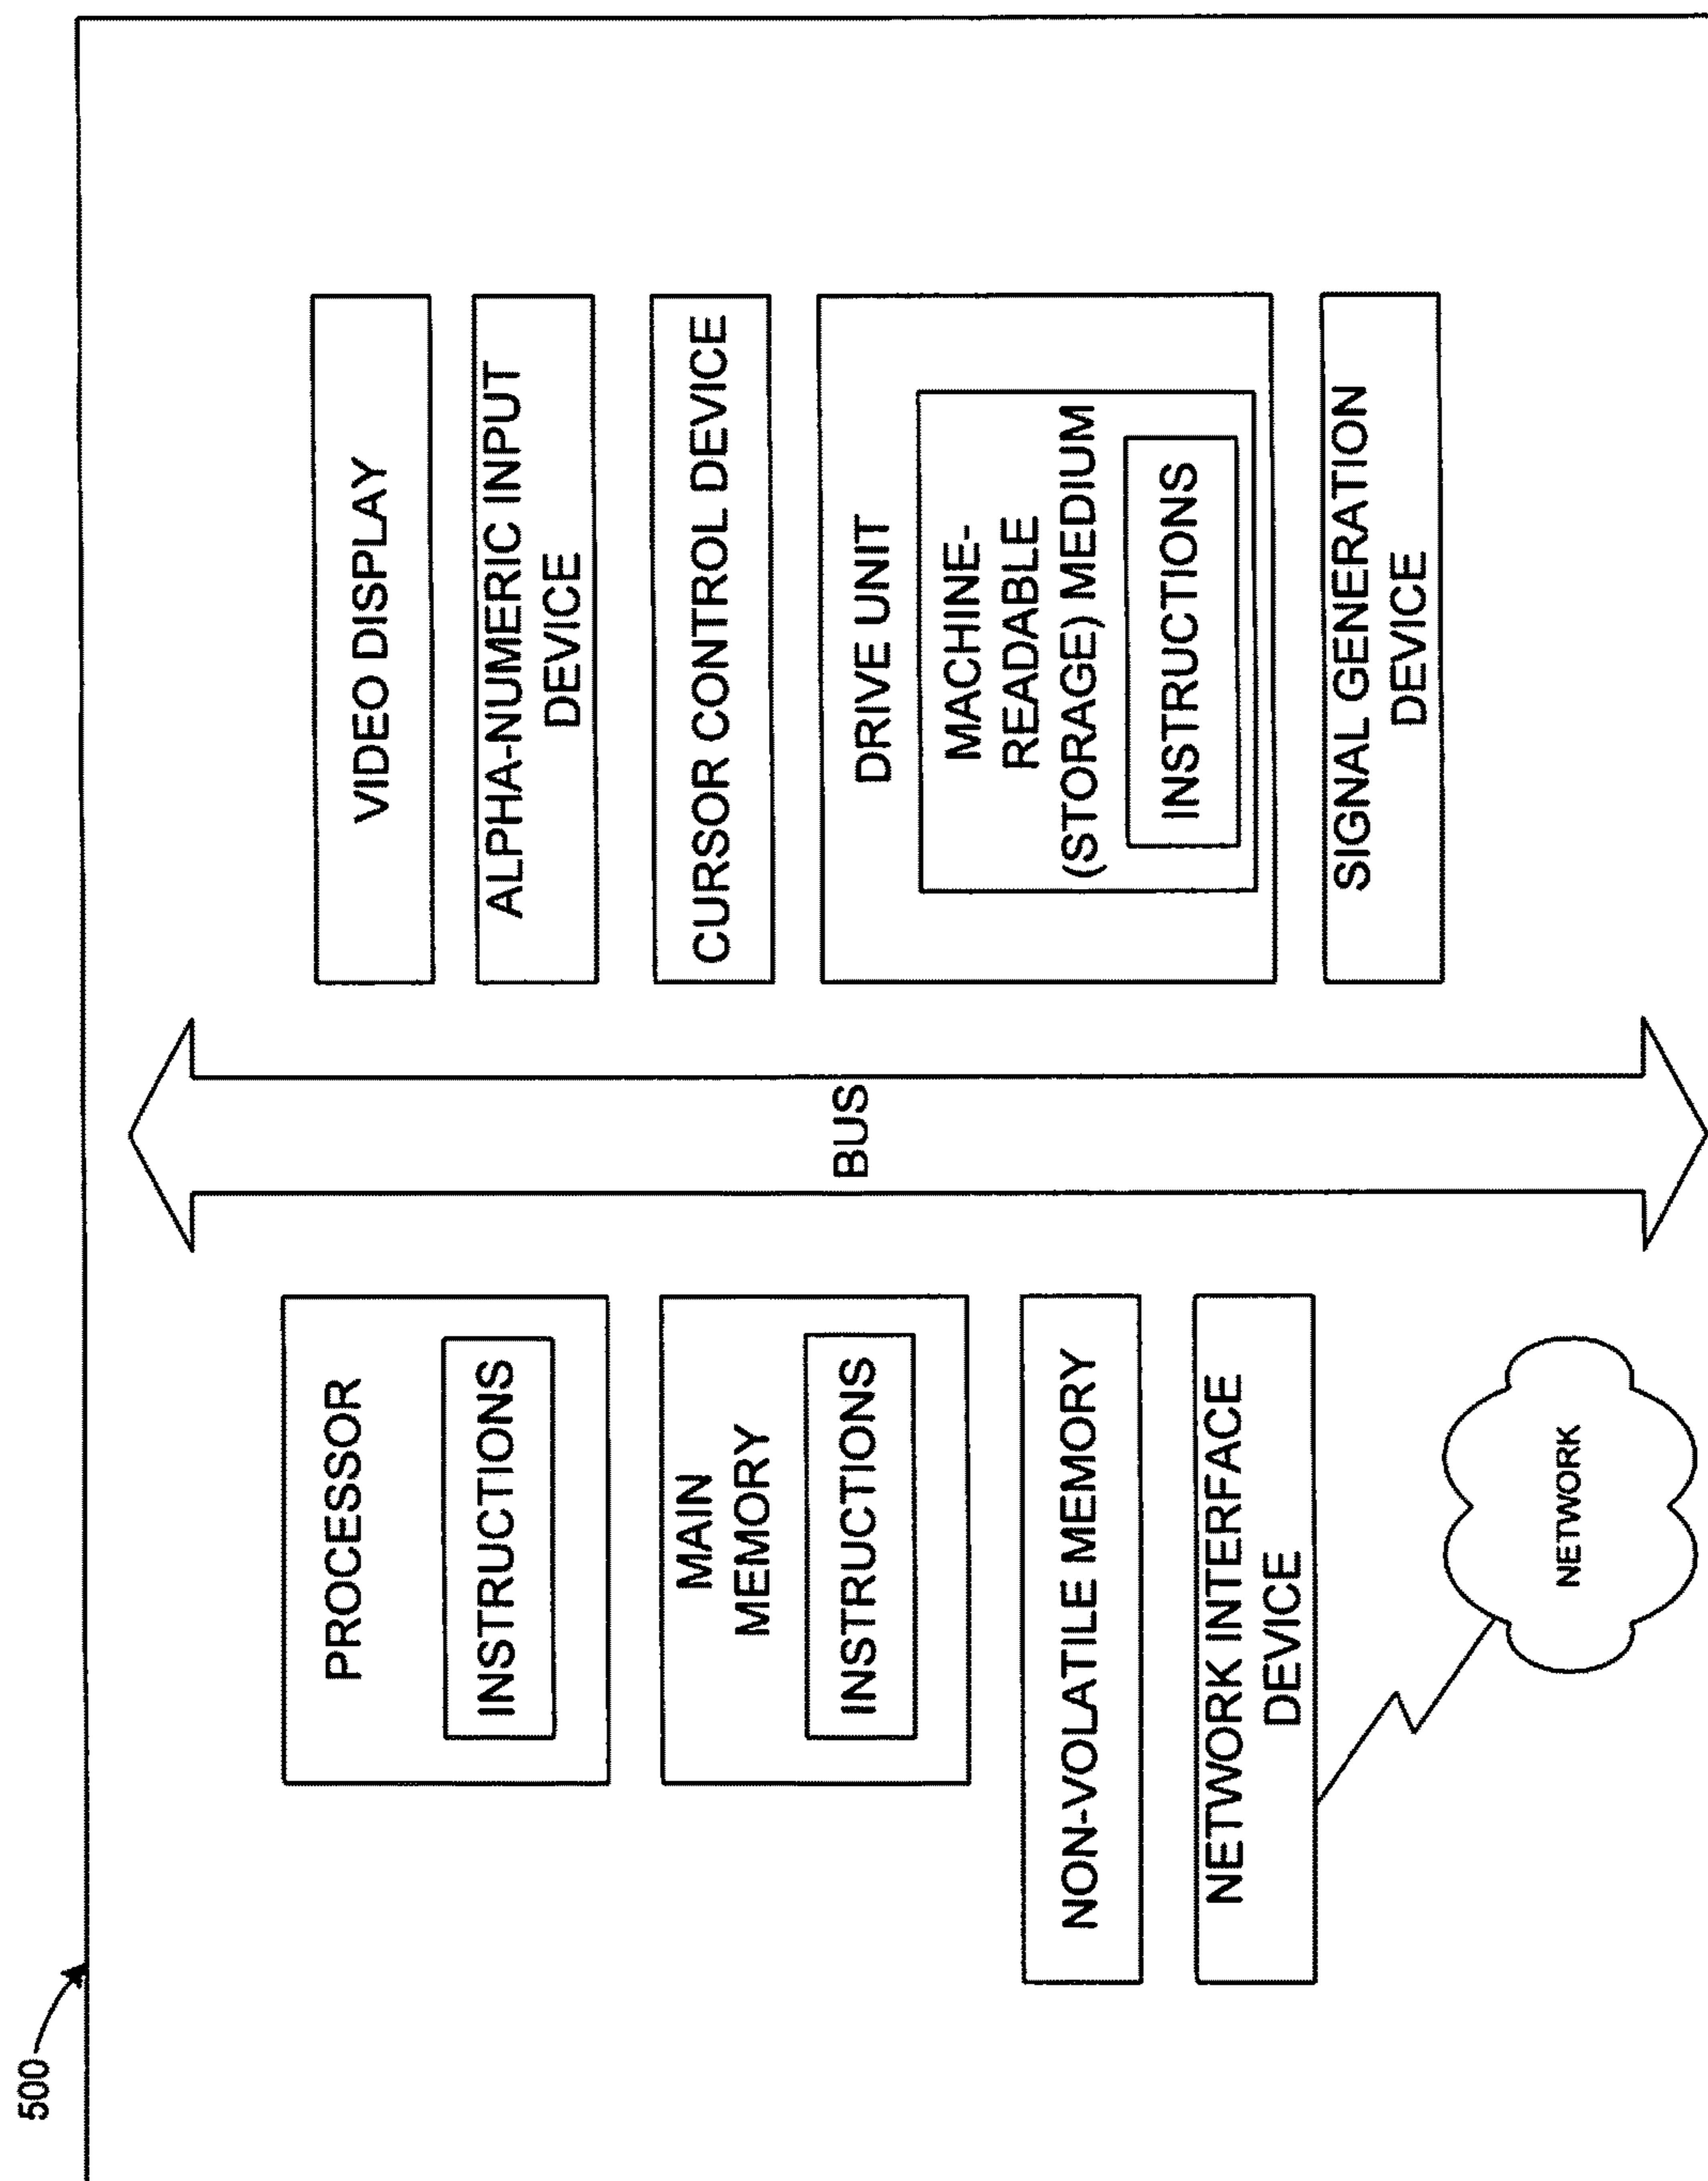 500
PROCESSOR
INSTRUCTIONS
MAIN
MEMORY
INSTRUCTIONS
NON-VOLATILE MEMORY
NETWORK INTERFACE
DEVICE
NETWORK
BUS
VIDEO DISPLAY
ALPHA-NUMERIC INPUT
DEVICE
CURSOR CONTROL DEVICE
DRIVE UNIT
MACHINE-
READABLE
(STORAGE) MEDIUM
INSTRUCTIONS
SIGNAL GENERATION
DEVICE